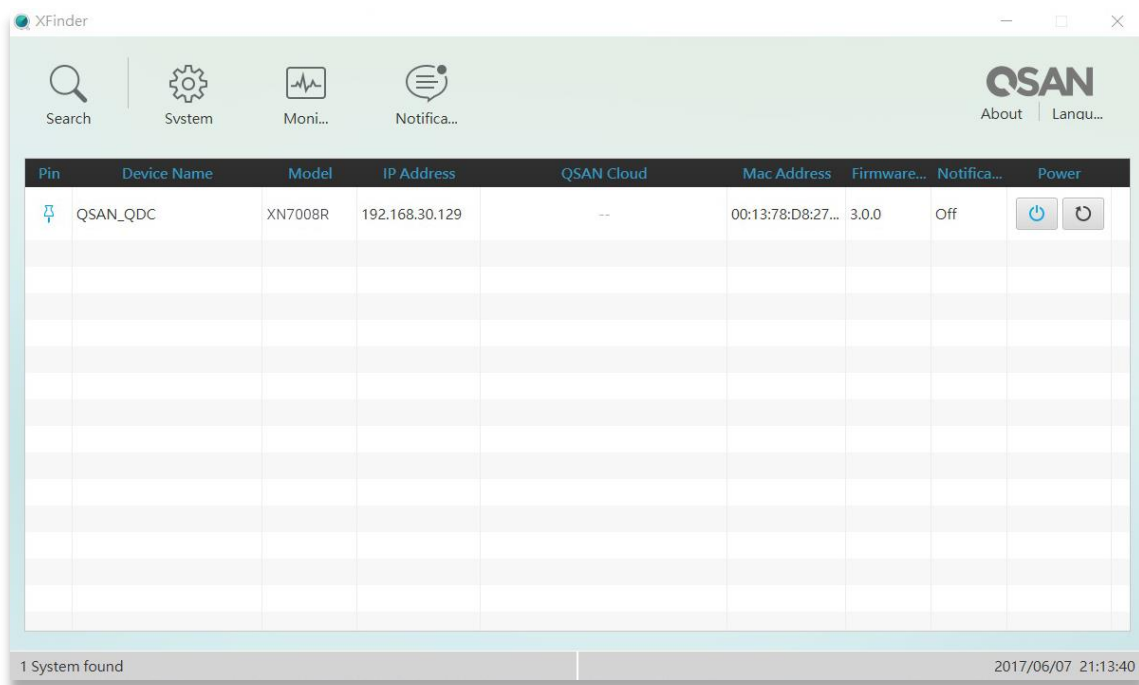 XFinder
Search System Moni... Notifica...
QSAN
About Langu...
Pin Device Name Model IP Address QSAN Cloud Mac Address Firmware... Notifica... Power
QSAN_QDC XN7008R 192.168.30.129 -- 00:13:78:D8:27... 3.0.0 Off
1 System found 2017/06/07 21:13:40